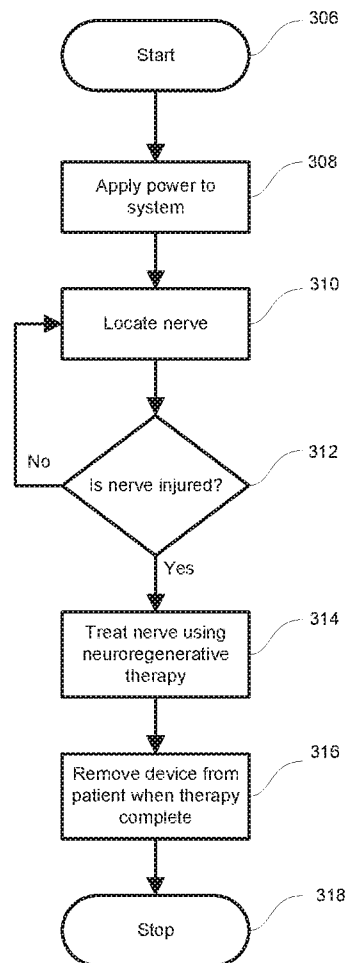 306
Start
308
Apply power to
system
310
Locate nerve
312
Is nerve injured?
No
Yes
314
Treat nerve using
neuroregenerative
therapy
316
Remove device from
patient when therapy
complete
318
Stop